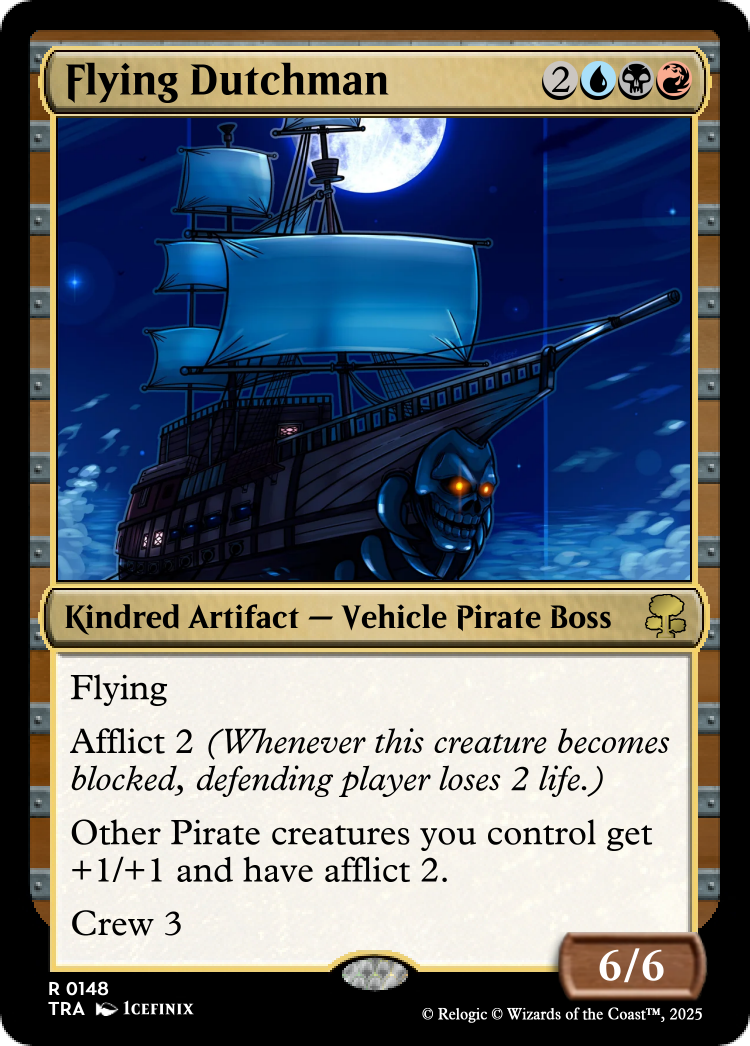 Flying Dutchman 2
Kindred Artifact — Vehicle Pirate Boss
Flying
Afflict 2 (Whenever this creature becomes
blocked, defending player loses 2 life.)
Other Pirate creatures you control get
+1/+1 and have afflict 2.
Crew 3
6/6
R 0148
TRA Icefinix
© Relogic © Wizards of the Coast™, 2025